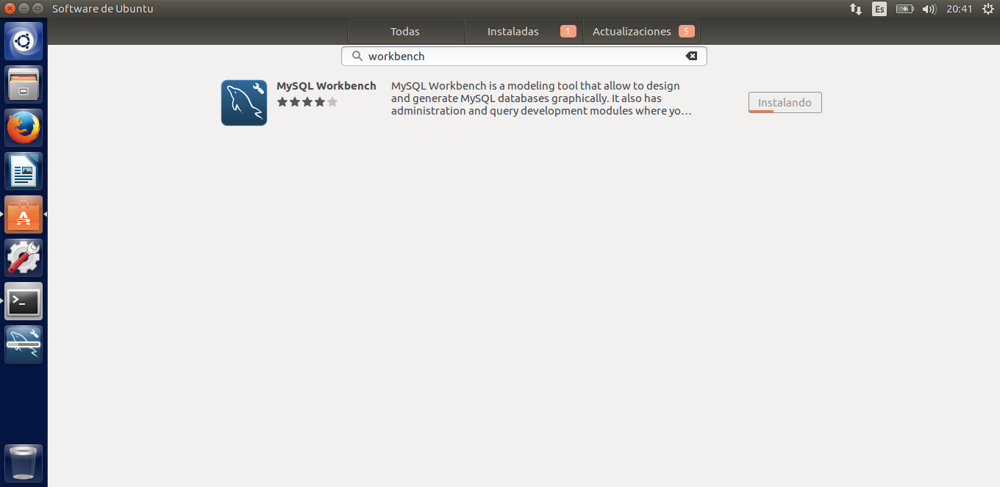 Software de Ubuntu
Es
20:41
Todas
Instaladas
1
Actualizaciones
5
workbench
MySQL Workbench
MySQL Workbench is a modeling tool that allow to design
and generate MySQL databases graphically. It also has
administration and query development modules where yo…
Instalando